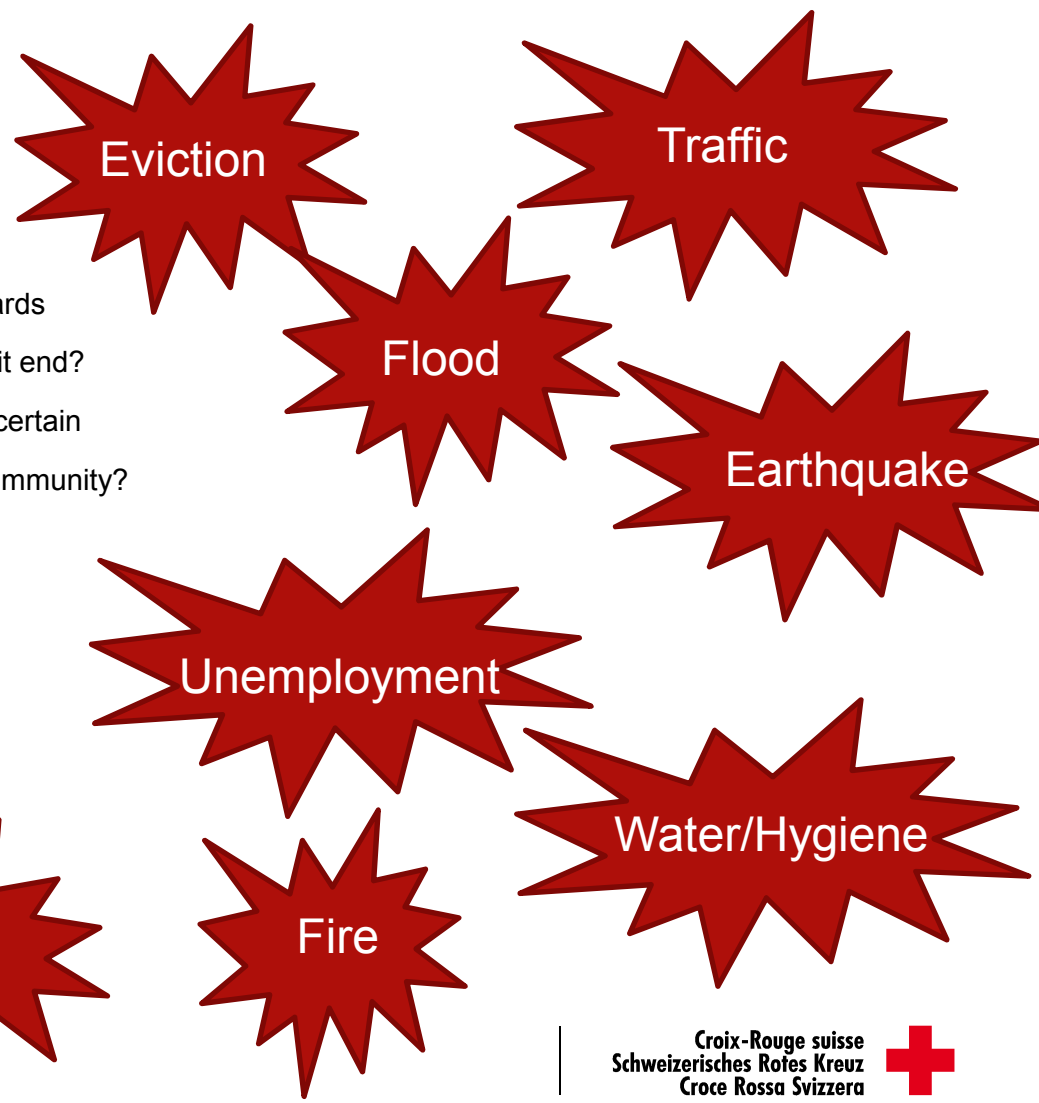 Eviction
Traffic
ards
Flood
it end?
certain
Earthquake
mmunity?
Unemployment
Water/Hygiene
Fire
Croix-Rouge suisse
Schweizerisches Rotes Kreuz
Croce Rossa Svizzera